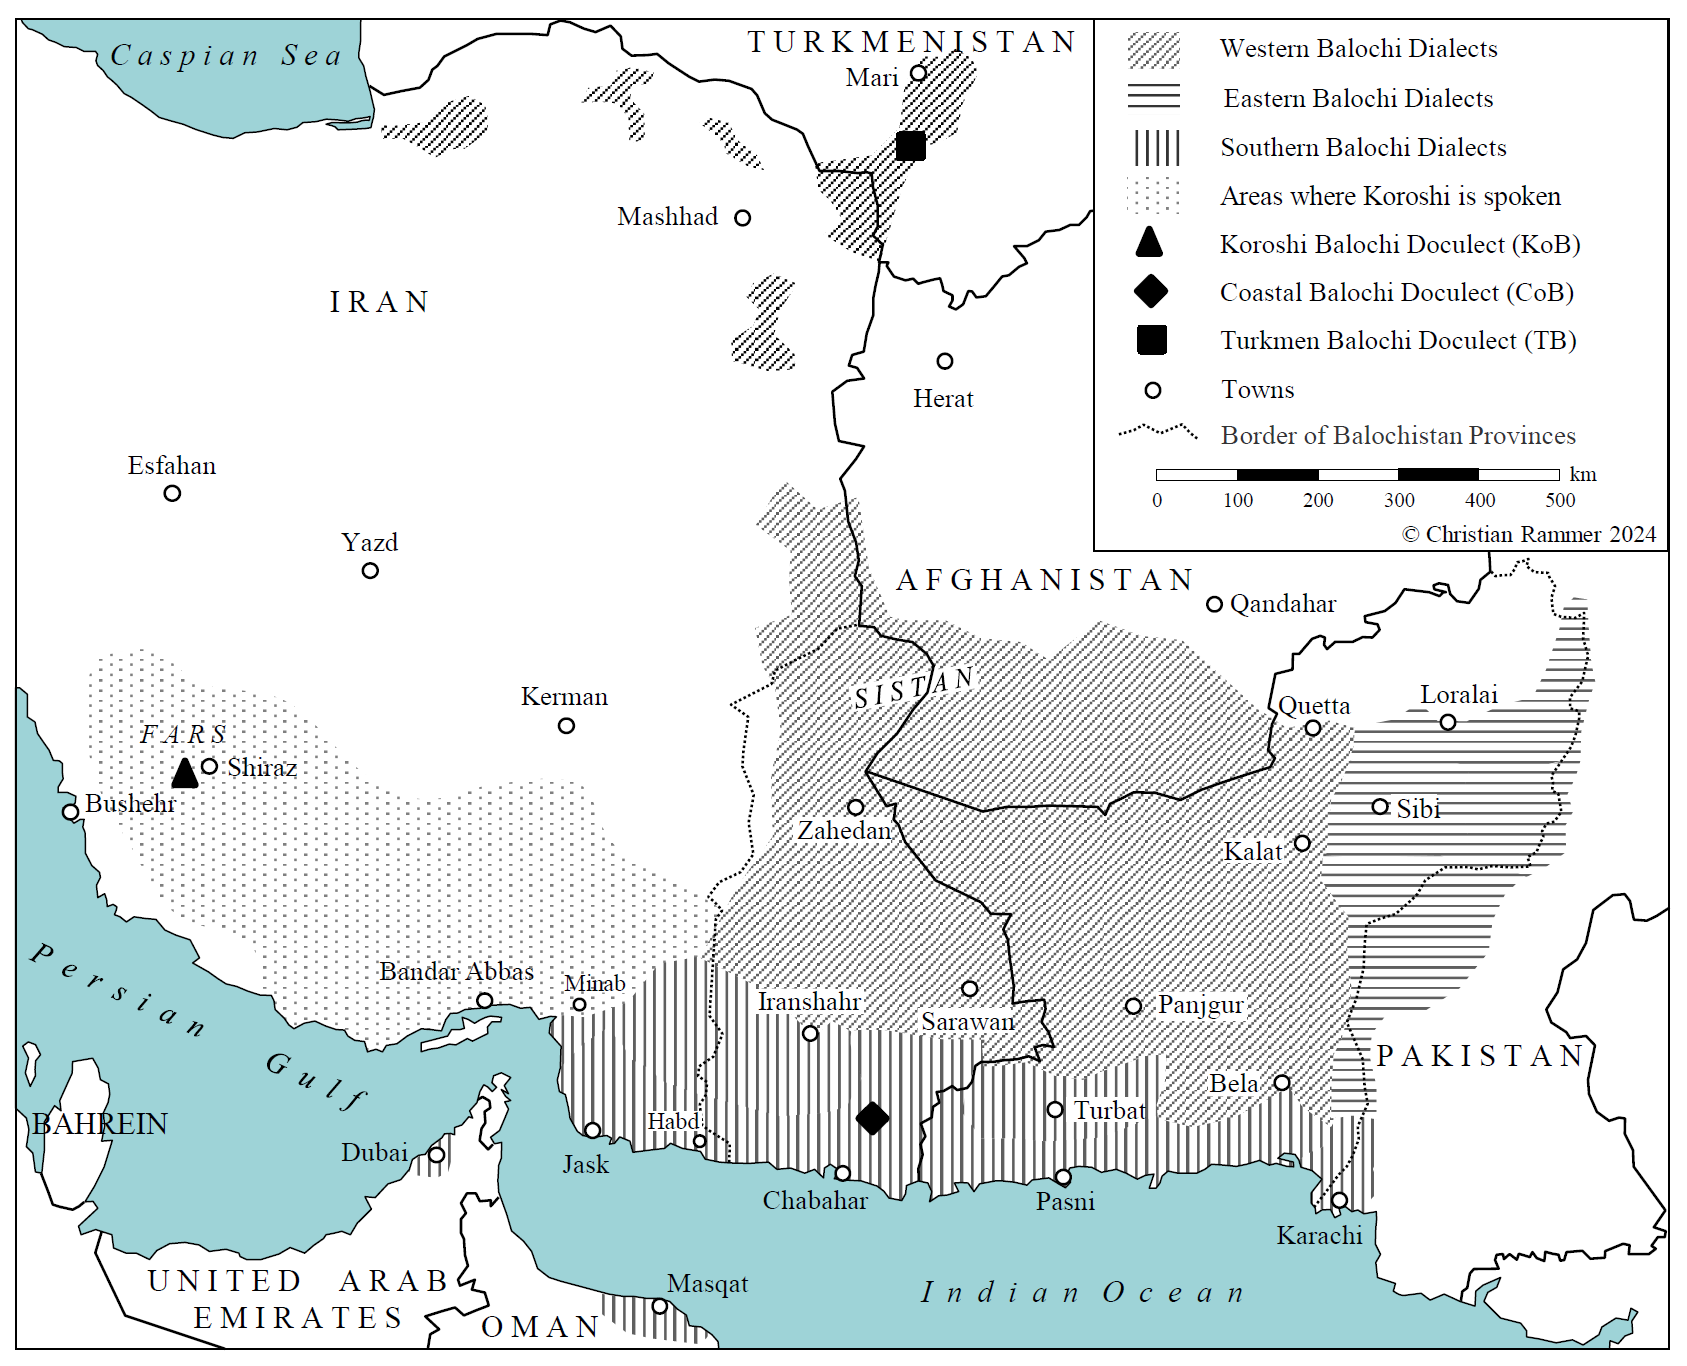 Caspian Sea
TURKMENISTAN
Mari
Mashhad
IRAN
Herat
Esfahan
Yazd
AFGHANISTAN
Qandahar
Kerman
SISTAN
Quetta
Loralai
FARS
Shiraz
Bushehr
Zahedan
Sibi
Kalat
Persian Gulf
Bandar Abbas
Minab
Iranshahr
Sarawan
Panjgur
PAKISTAN
Bela
BAHREIN
Habd
Turbat
Dubai
Jask
Chabahar
Pasni
Karachi
UNITED ARAB
EMIRATES
OMAN
Masqat
Indian Ocean
Western Balochi Dialects
Eastern Balochi Dialects
Southern Balochi Dialects
Areas where Koroshi is spoken
Koroshi Balochi Doculect (KoB)
Coastal Balochi Doculect (CoB)
Turkmen Balochi Doculect (TB)
Towns
Border of Balochistan Provinces
km
0 100 200 300 400 500
© Christian Rammer 2024